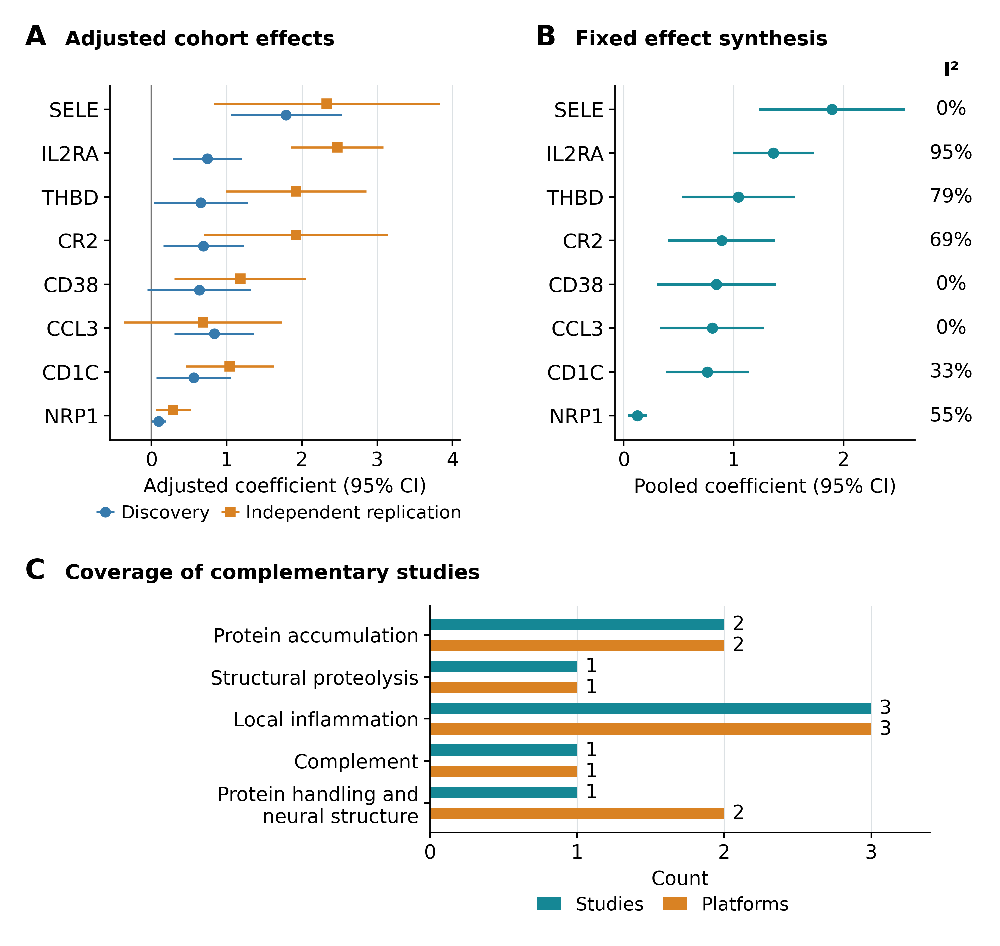 A Adjusted cohort effects
SELE
IL2RA
THBD
CR2
CD38
CCL3
CD1C
NRP1
0 1 2 3 4
Adjusted coefficient (95% CI)
Discovery Independent replication
B Fixed effect synthesis
I²
SELE 0%
IL2RA 95%
THBD 79%
CR2 69%
CD38 0%
CCL3 0%
CD1C 33%
NRP1 55%
0 1 2
Pooled coefficient (95% CI)
C Coverage of complementary studies
2
Protein accumulation
2
1
Structural proteolysis
1
3
Local inflammation
3
1
Complement
1
1
Protein handling and
neural structure
2
0 1 2 3
Count
Studies Platforms